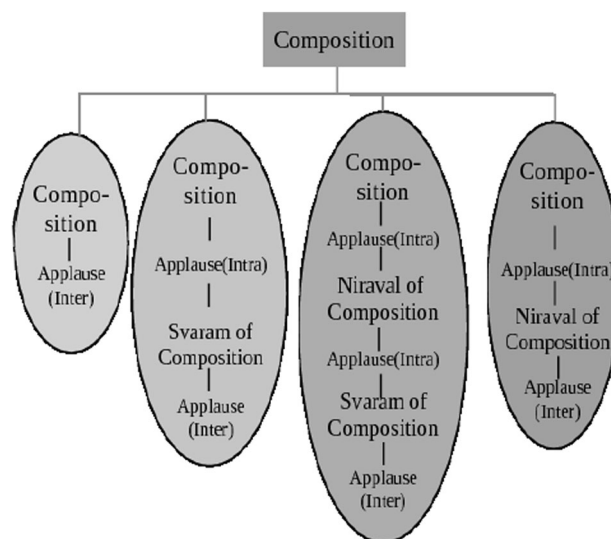 Composition
Compo-
sition
Applause
(Inter)
Compo-
sition
Applause(Intra)
Svaram of
Composition
Applause
(Inter)
Compo-
sition
Applause(Intra)
Niraval of
Composition
Applause(Intra)
Svaram of
Composition
Applause
(Inter)
Compo-
sition
Applause(Intra)
Niraval of
Composition
Applause
(Inter)